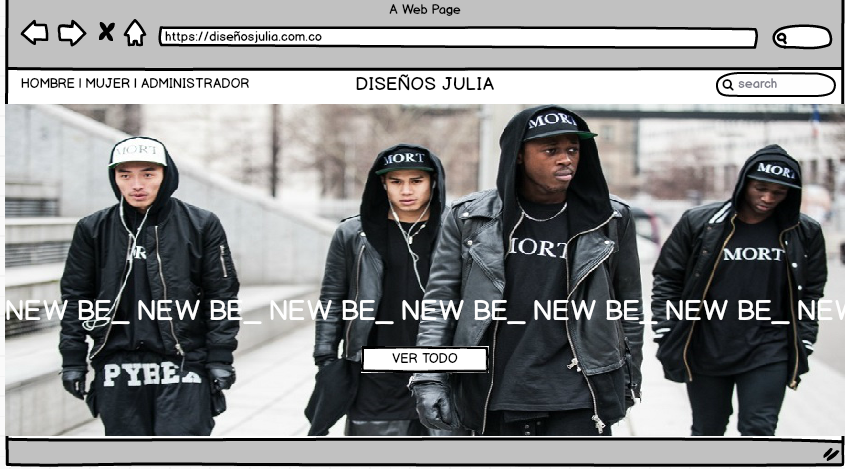 A Web Page
https://diseñosjulia.com.co
HOMBRE | MUJER | ADMINISTRADOR
DISEÑOS JULIA
search
MORT
MORT
MORT
MORT
MORT
MORT
NEW BE_ NEW BE_ NEW BE_ NEW BE_ NEW BE_ NEW BE_ NEW
VER TODO
PYREX